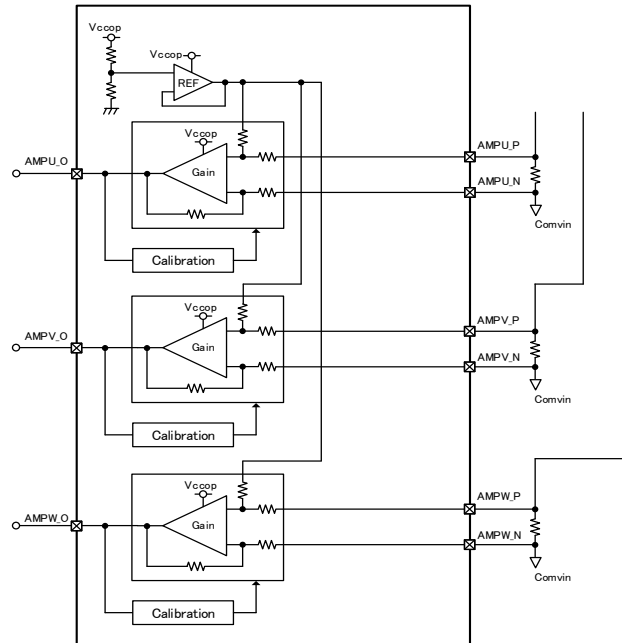 Vccop
Vccop
REF
AMPU_O
Vccop
Gain
AMPU_P
AMPU_N
Comvin
Calibration
AMPV_O
Vccop
Gain
AMPV_P
AMPV_N
Comvin
Calibration
AMPW_O
Vccop
Gain
AMPW_P
AMPW_N
Comvin
Calibration